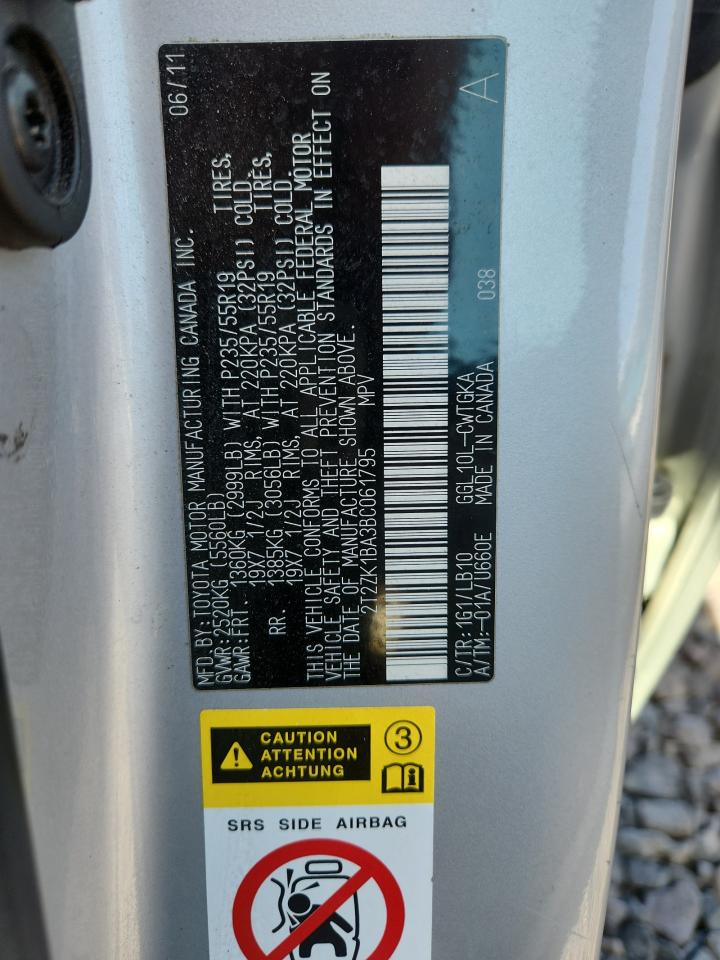 MFD. BY: TOYOTA MOTOR MANUFACTURING CANADA INC. 06/11
GVWR: 2520KG (5560LB)
GAWR: FRT. 1360KG (2999LB) WITH P235/55R19 TIRES,
19X7 1/2J RIMS, AT 220KPA (32PSI) COLD.
RR. 1385KG (3056LB) WITH P235/55R19 TIRES,
19X7 1/2J RIMS, AT 220KPA (32PSI) COLD.
THIS VEHICLE CONFORMS TO ALL APPLICABLE FEDERAL MOTOR
VEHICLE SAFETY AND THEFT PREVENTION STANDARDS IN EFFECT ON
THE DATE OF MANUFACTURE SHOWN ABOVE.
2T2ZK1BA3BC061795 MPV
C/TR: 1G1/LB10 GGL10L-CWTGKA 038 A
A/TM: -01A/U660E MADE IN CANADA
CAUTION
ATTENTION
ACHTUNG
3
i
SRS SIDE AIRBAG